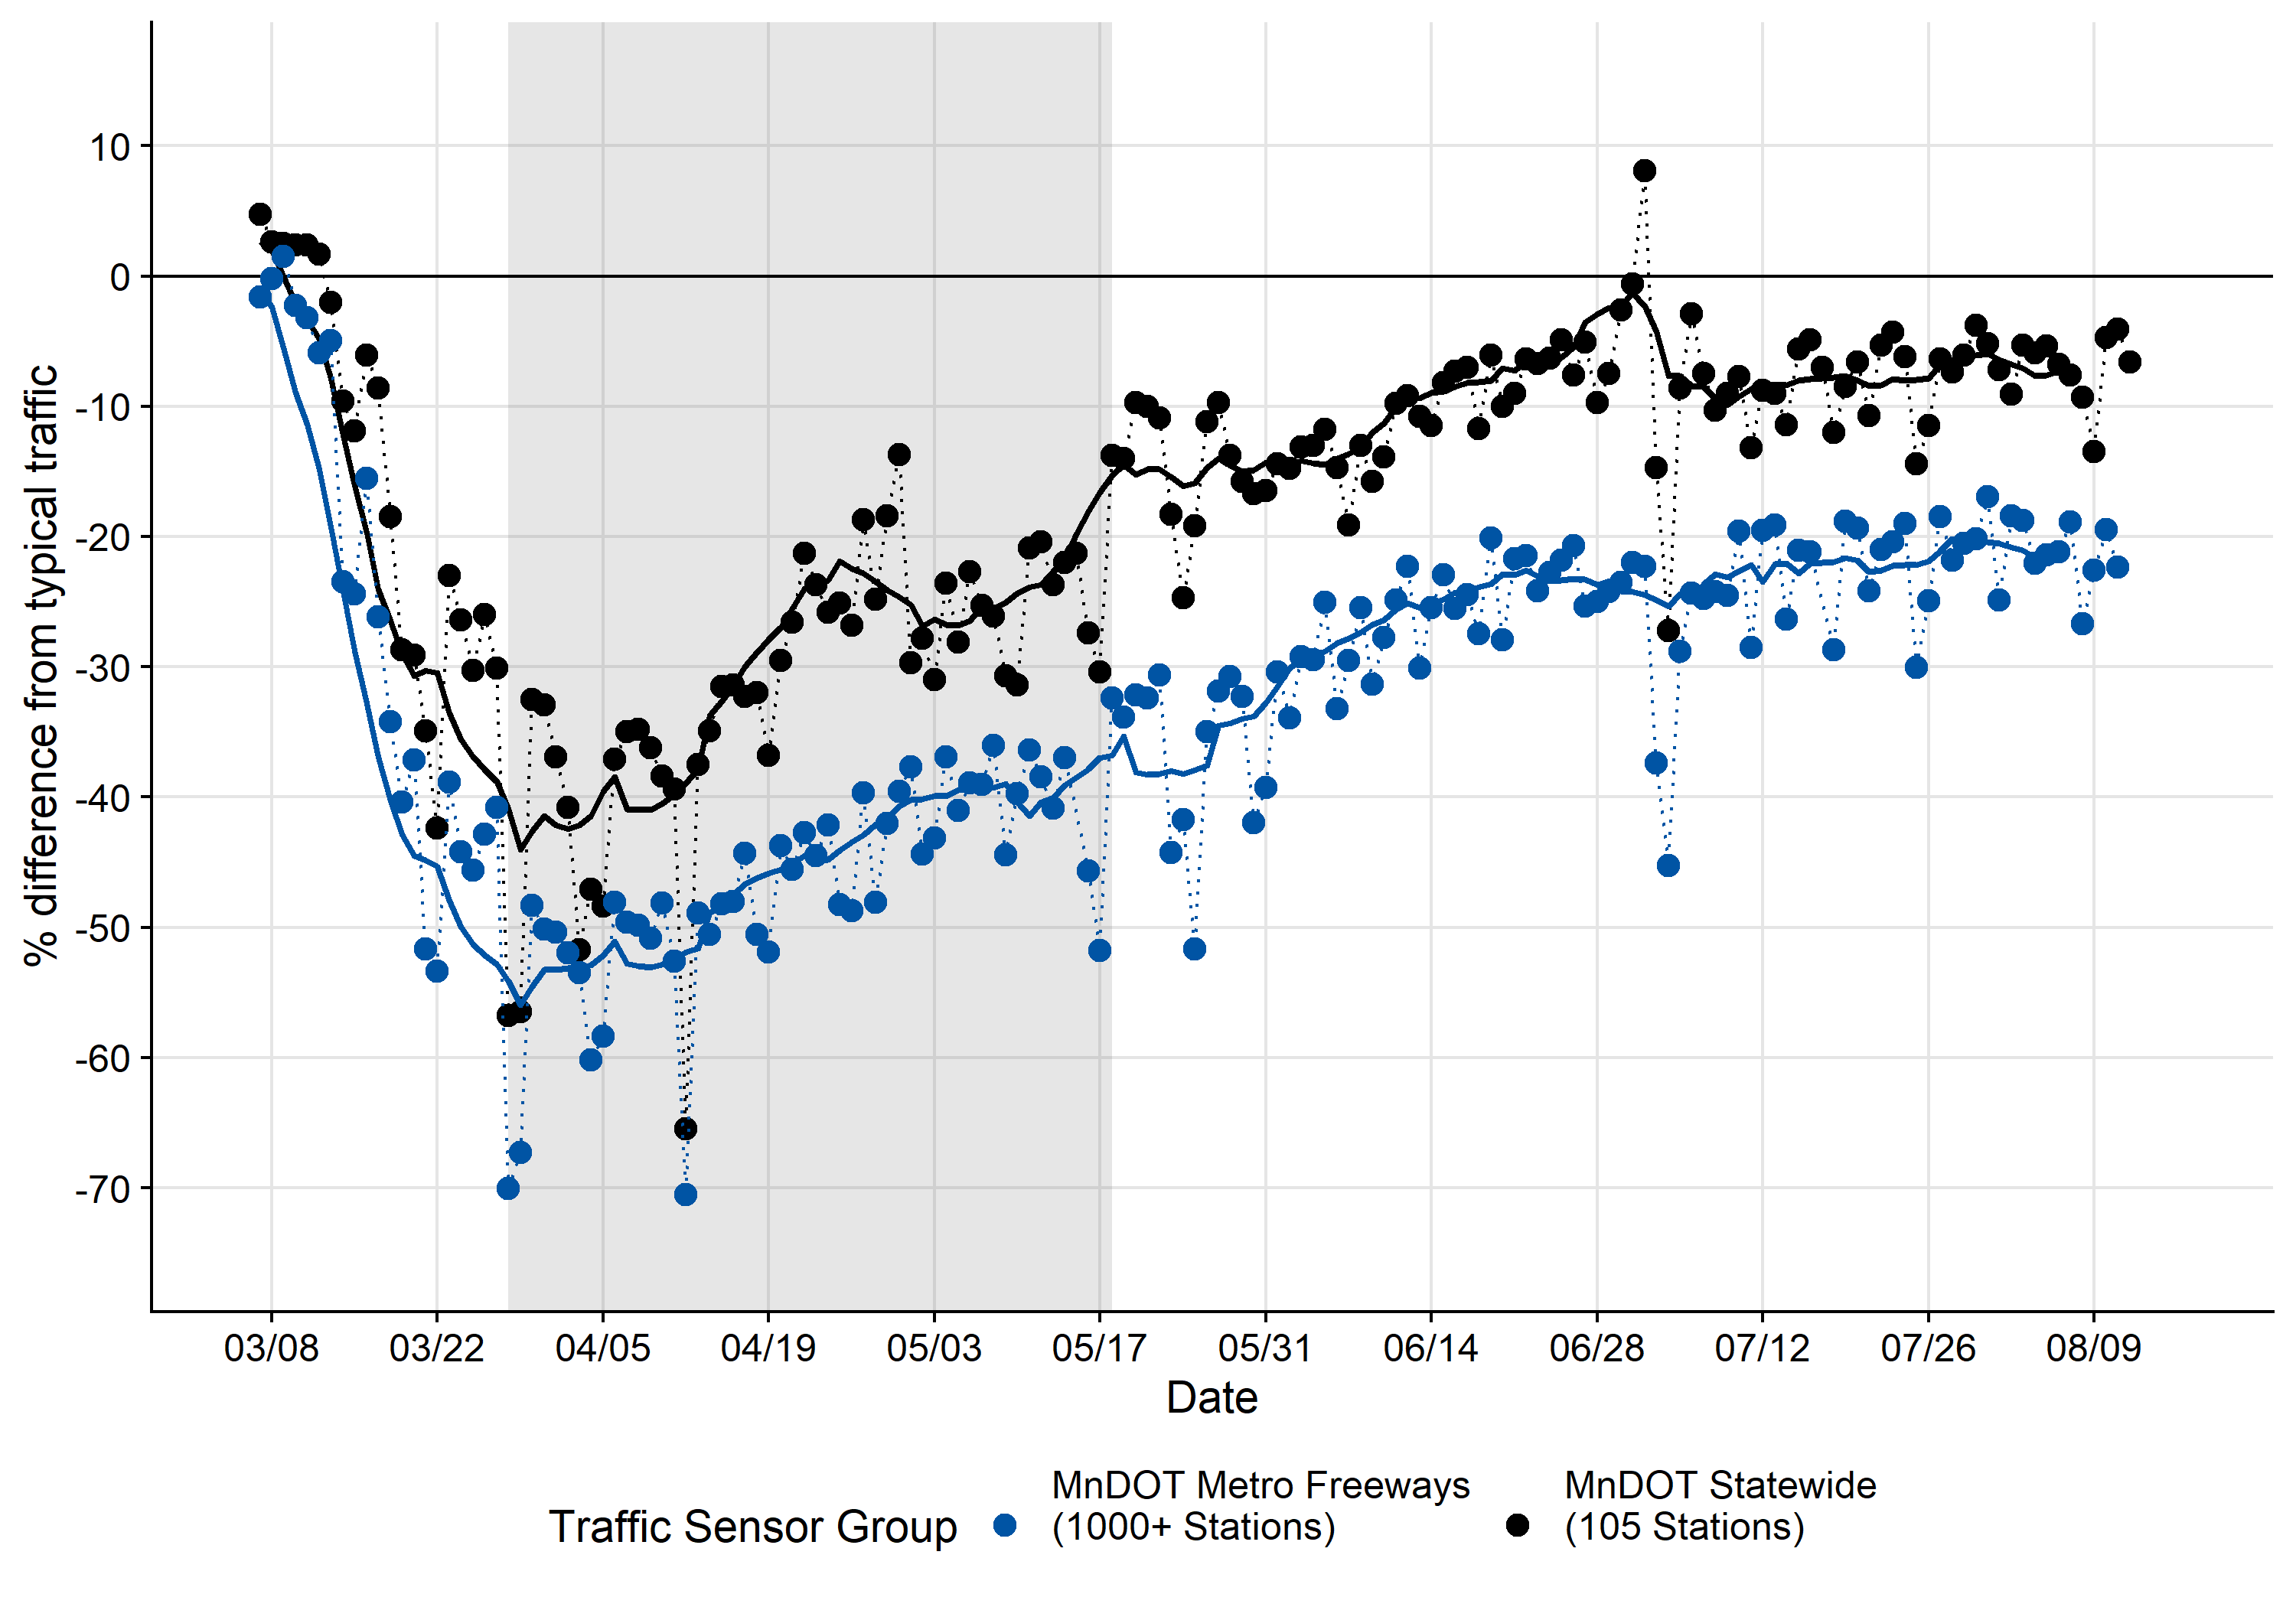 % difference from typical traffic
10
0
-10
-20
-30
-40
-50
-60
-70
03/08 03/22 04/05 04/19 05/03 05/17 05/31 06/14 06/28 07/12 07/26 08/09
Date
Traffic Sensor Group
MnDOT Metro Freeways
(1000+ Stations)
MnDOT Statewide
(105 Stations)